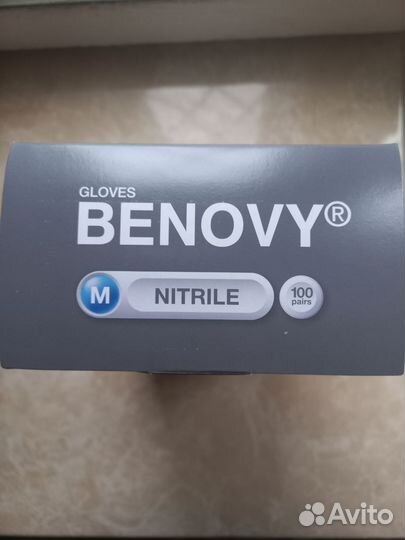 GLOVES
BENOVY®
M NITRILE 100 pairs
Avito